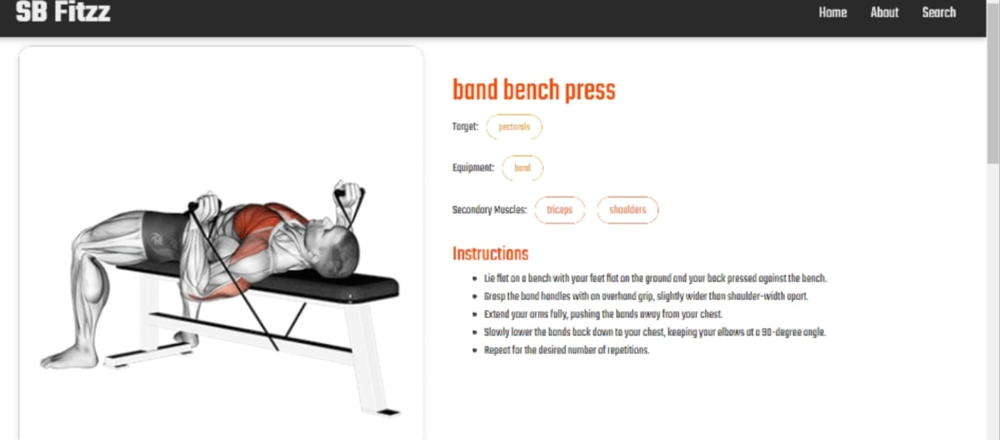 SB Fitzz
Home About Search
band bench press
Target: pectorals
Equipment: band
Secondary Muscles: triceps shoulders
Instructions
Lie flat on a bench with your feet flat on the ground and your back pressed against the bench.
Grasp the band handles with an overhand grip, slightly wider than shoulder-width apart.
Extend your arms fully, pushing the bands away from your chest.
Slowly lower the bands back down to your chest, keeping your elbows at a 90-degree angle.
Repeat for the desired number of repetitions.